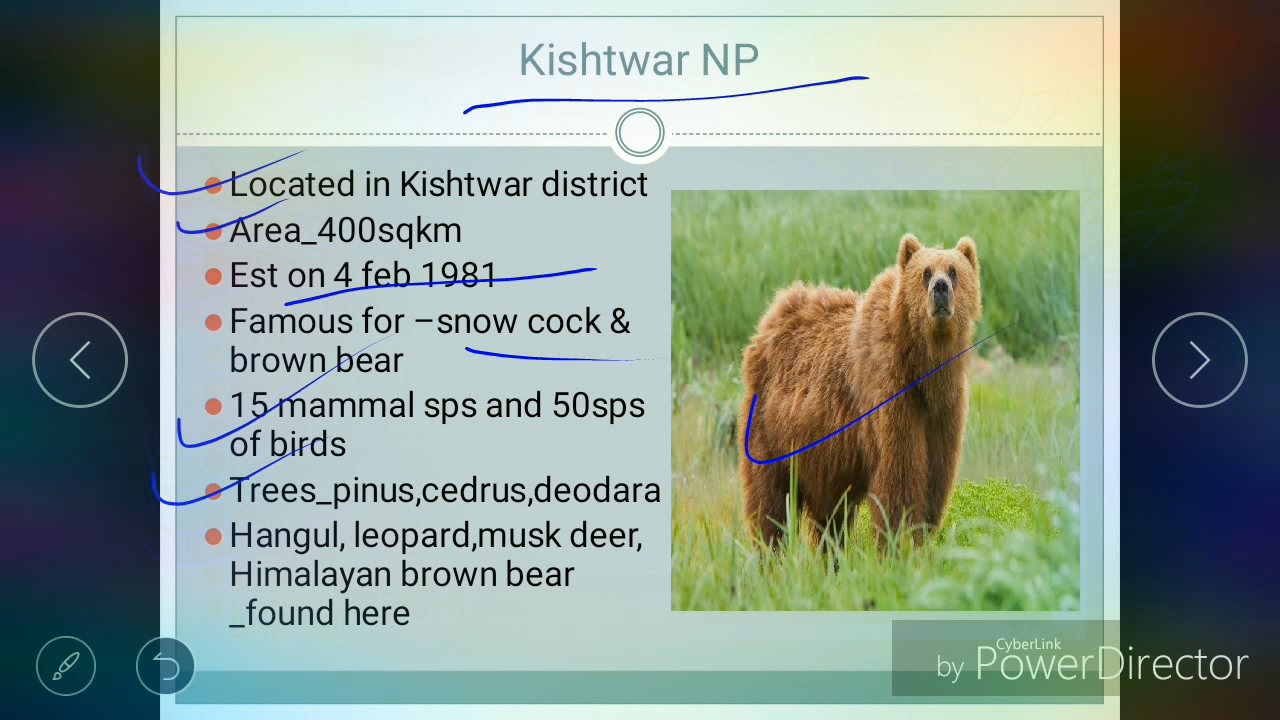 Kishtwar NP
Located in Kishtwar district
Area_400sqkm
Est on 4 feb 1981
Famous for –snow cock &
brown bear
15 mammal sps and 50sps
of birds
Trees_pinus,cedrus,deodara
Hangul, leopard,musk deer,
Himalayan brown bear
_found here
CyberLink
by PowerDirector